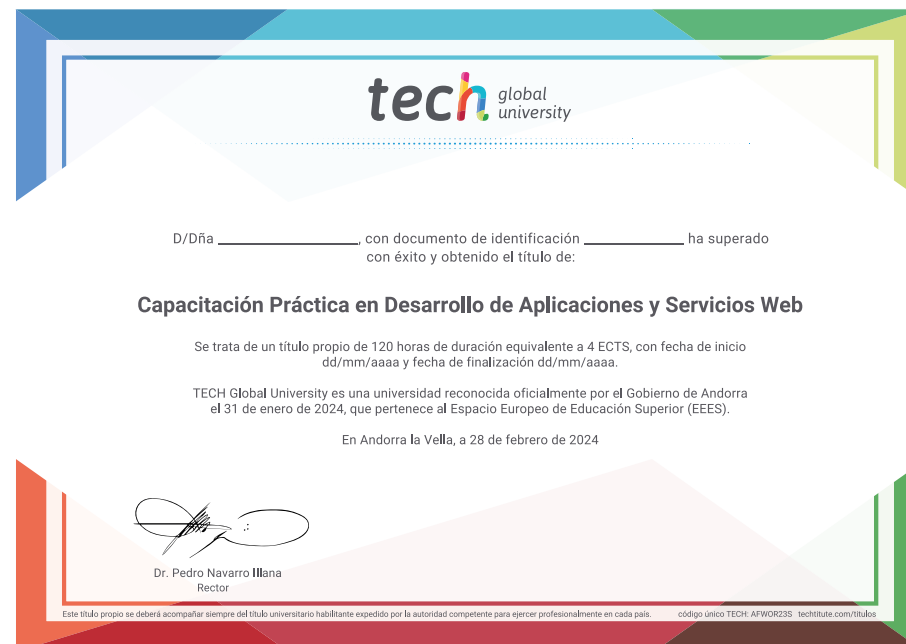 tech global university
D/Dña ______________, con documento de identificación __________ ha superado
con éxito y obtenido el título de:
Capacitación Práctica en Desarrollo de Aplicaciones y Servicios Web
Se trata de un título propio de 120 horas de duración equivalente a 4 ECTS, con fecha de inicio
dd/mm/aaaa y fecha de finalización dd/mm/aaaa.
TECH Global University es una universidad reconocida oficialmente por el Gobierno de Andorra
el 31 de enero de 2024, que pertenece al Espacio Europeo de Educación Superior (EEES).
En Andorra la Vella, a 28 de febrero de 2024
Dr. Pedro Navarro Illana
Rector
Este título propio se deberá acompañar siempre del título universitario habilitante expedido por la autoridad competente para ejercer profesionalmente en cada país. código único TECH: AFWOR23S techtitute.com/titulos